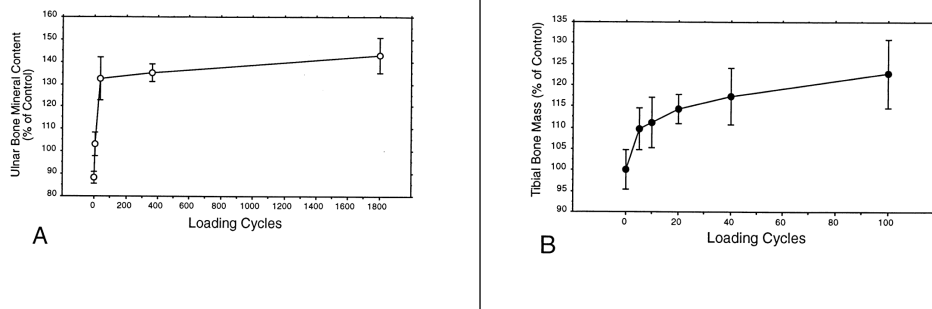 160
150
140
130
120
110
100
90
80
Ulnar Bone Mineral Content
(% of Control)
0 200 400 600 800 1000 1200 1400 1600 1800
Loading Cycles
A
135
130
125
120
115
110
105
100
95
90
Tibial Bone Mass (% of Control)
0 20 40 60 80 100
Loading Cycles
B